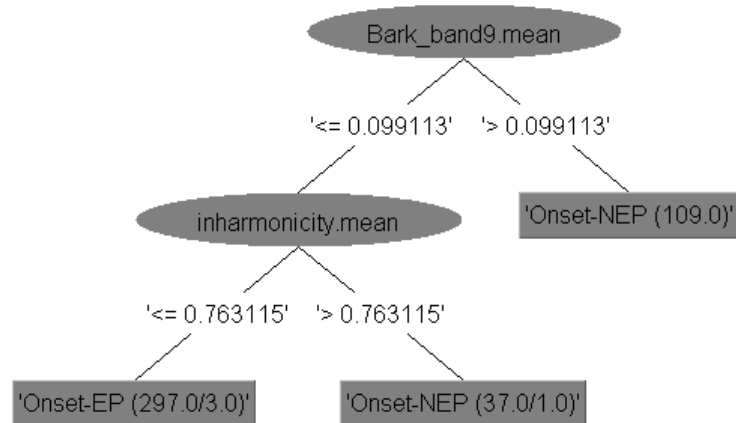 Bark_band9.mean
'<= 0.099113' '> 0.099113'
inharmonicity.mean
'Onset-NEP (109.0)'
'<= 0.763115' '> 0.763115'
'Onset-EP (297.0/3.0)' 'Onset-NEP (37.0/1.0)'